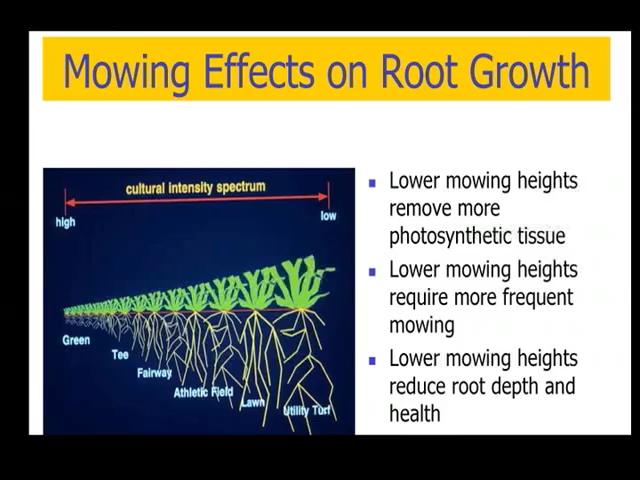 Mowing Effects on Root Growth
cultural intensity spectrum
high
low
Green
Tee
Fairway
Athletic Field
Lawn
Utility Turf
Lower mowing heights
remove more
photosynthetic tissue
Lower mowing heights
require more frequent
mowing
Lower mowing heights
reduce root depth and
health